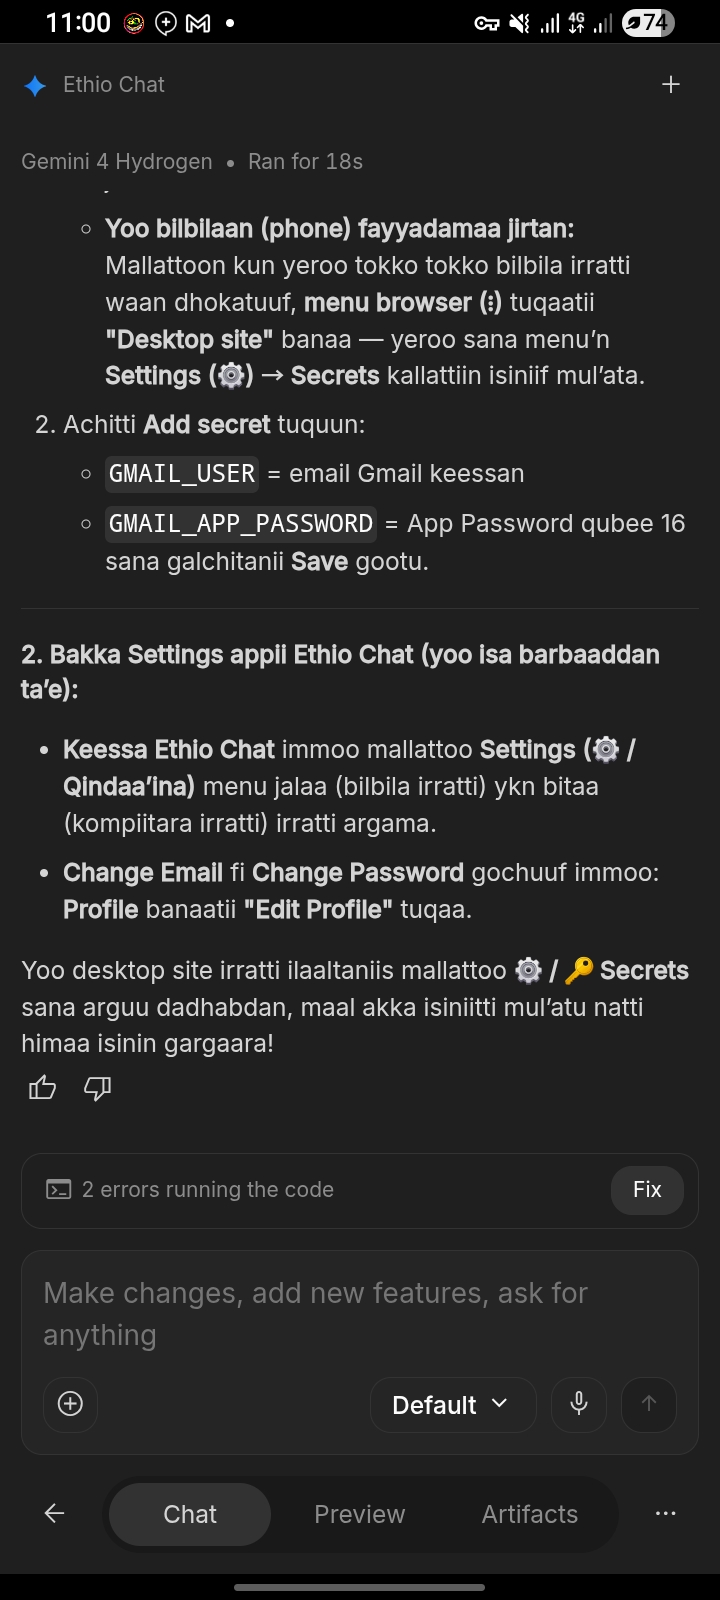 11:00
4G
74
Ethio Chat
Gemini 4 Hydrogen • Ran for 18s
◦ Yoo bilbilaan (phone) fayyadamaa jirtan:
Mallattoon kun yeroo tokko tokko bilbila irratti
waan dhokatuuf, menu browser (⋮) tuqaatii
"Desktop site" banaa — yeroo sana menu’n
Settings (⚙️) → Secrets kallattiin isiniif mul’ata.
2. Achitti Add secret tuquun:
◦ GMAIL_USER = email Gmail keessan
◦ GMAIL_APP_PASSWORD = App Password qubee 16
sana galchitanii Save gootu.
2. Bakka Settings appii Ethio Chat (yoo isa barbaaddan
ta’e):
• Keessa Ethio Chat immoo mallattoo Settings (⚙️ /
Qindaa’ina) menu jalaa (bilbila irratti) ykn bitaa
(kompiitara irratti) irratti argama.
• Change Email fi Change Password gochuuf immoo:
Profile banaatii "Edit Profile" tuqaa.
Yoo desktop site irratti ilaaltaniis mallattoo ⚙️ / 🔑 Secrets
sana arguu dadhabdan, maal akka isiniitti mul’atu natti
himaa isinin gargaara!
2 errors running the code
Fix
Make changes, add new features, ask for
anything
Default
Chat
Preview
Artifacts